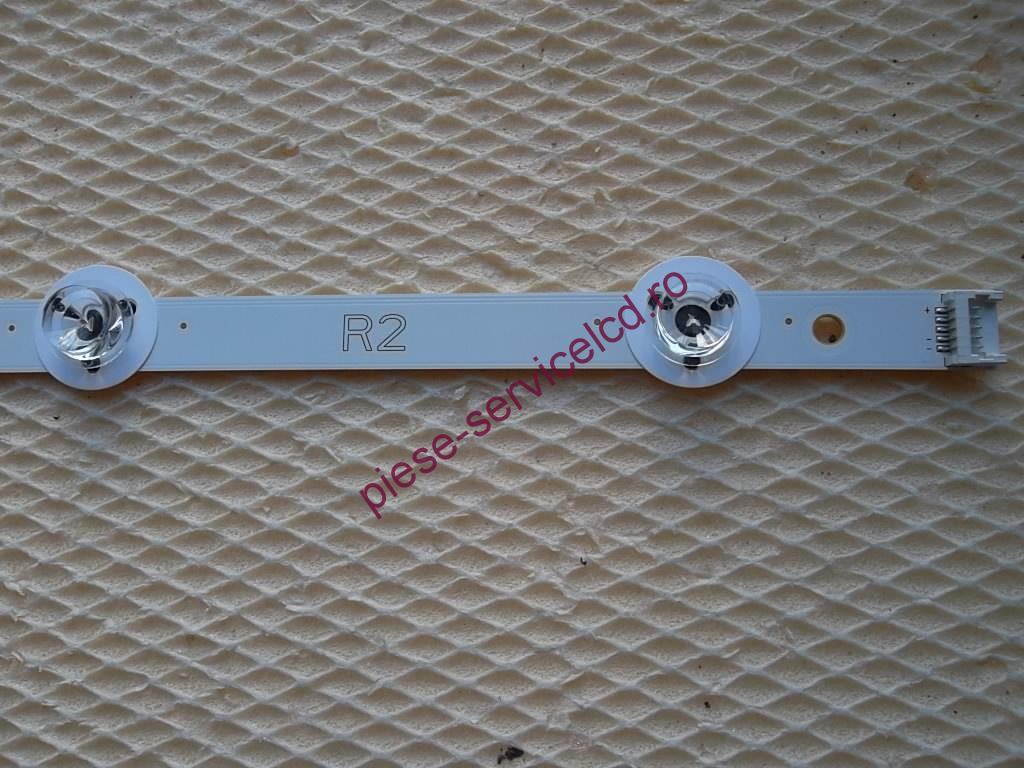 R2
+
-
piese-servicelcd.ro